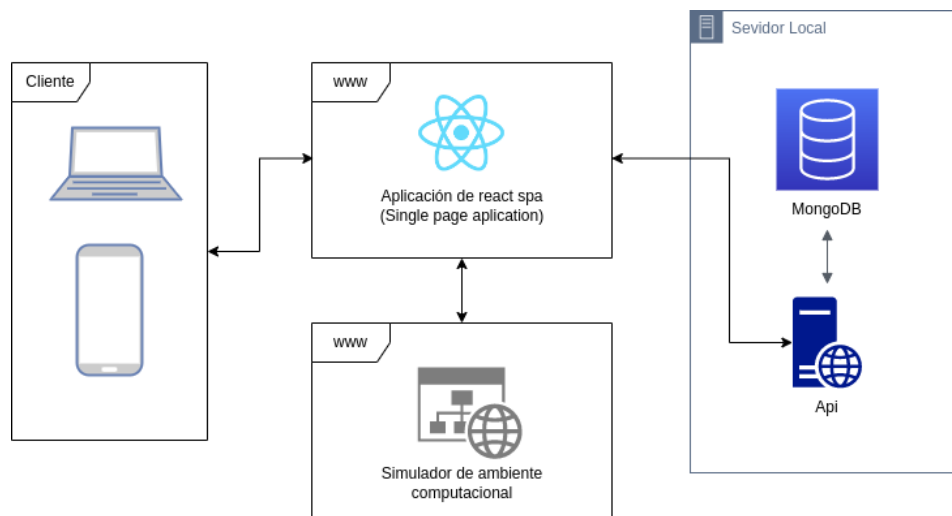 Cliente
www
Aplicación de react spa
(Single page aplication)
www
Simulador de ambiente
computacional
Sevidor Local
MongoDB
Api